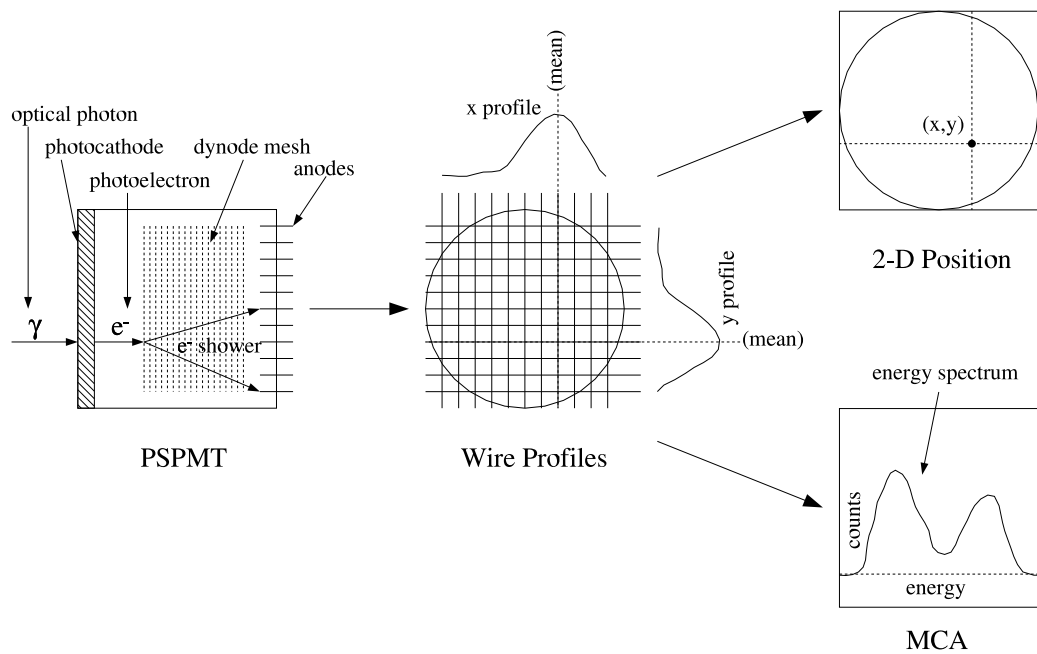 optical photon
photocathode
photoelectron
dynode mesh
anodes
γ
e-
e- shower
PSPMT
x profile
(mean)
y profile
(mean)
Wire Profiles
(x,y)
2-D Position
energy spectrum
counts
energy
MCA